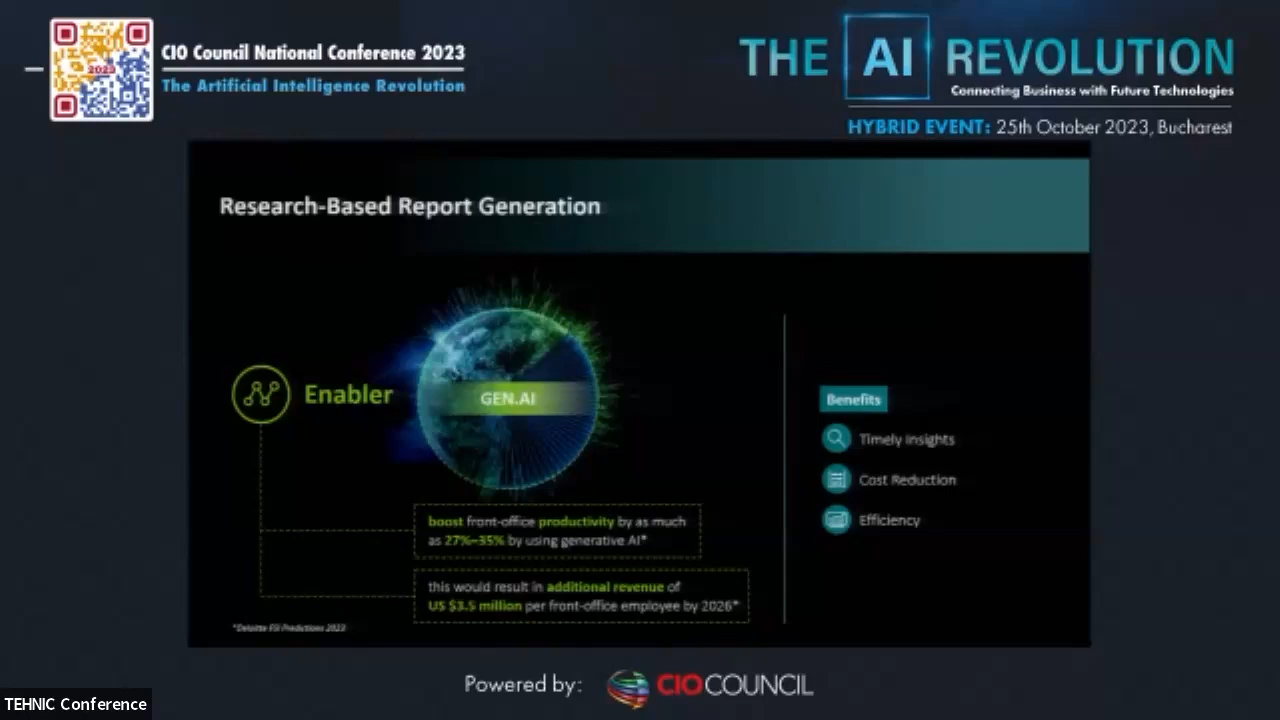 CIO Council National Conference 2023
The Artificial Intelligence Revolution
2023
THE AI REVOLUTION
Connecting Business with Future Technologies
HYBRID EVENT: 25th October 2023, Bucharest
Research-Based Report Generation
Enabler
GEN.AI
boost front-office productivity by as much
as 27%–35% by using generative AI*
this would result in additional revenue of
US $3.5 million per front-office employee by 2026*
*Deloitte FSI Predictions 2023
Benefits
Timely insights
Cost Reduction
Efficiency
Powered by: CIOCOUNCIL
TEHNIC Conference